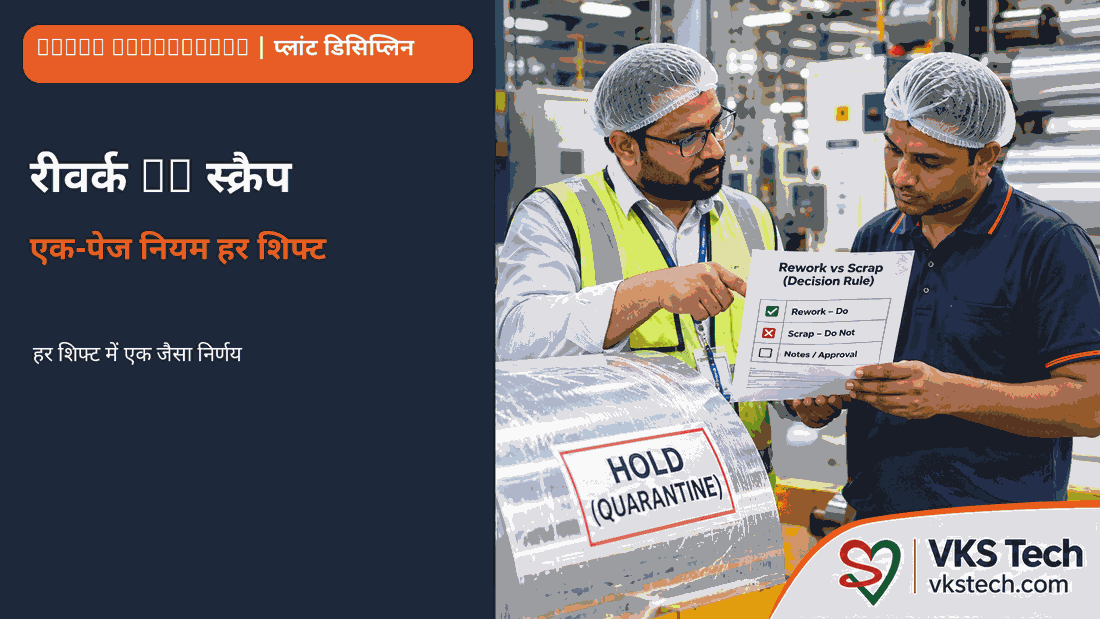 | प्लांट डिसिप्लिन
रीवर्क स्क्रैप
एक-पेज नियम हर शिफ्ट
हर शिफ्ट में एक जैसा निर्णय
Rework vs Scrap
(Decision Rule)
Rework – Do
Scrap – Do Not
Notes / Approval
HOLD
(QUARANTINE)
VKS Tech
vkstech.com